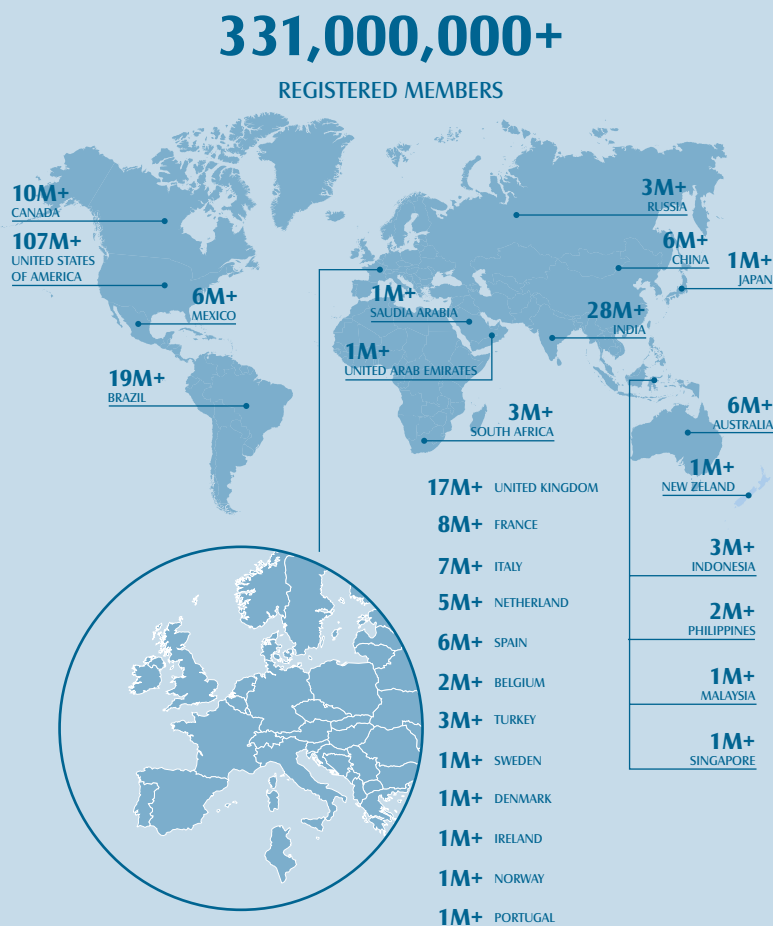 331,000,000+
REGISTERED MEMBERS
10M+
CANADA
107M+
UNITED STATES
OF AMERICA
6M+
MEXICO
19M+
BRAZIL
3M+
RUSSIA
6M+
CHINA
1M+
JAPAN
1M+
SAUDIA ARABIA
28M+
INDIA
1M+
UNITED ARAB EMIRATES
3M+
SOUTH AFRICA
6M+
AUSTRALIA
1M+
NEW ZELAND
17M+ UNITED KINGDOM
8M+ FRANCE
7M+ ITALY
5M+ NETHERLAND
6M+ SPAIN
2M+ BELGIUM
3M+ TURKEY
1M+ SWEDEN
1M+ DENMARK
1M+ IRELAND
1M+ NORWAY
1M+ PORTUGAL
3M+
INDONESIA
2M+
PHILIPPINES
1M+
MALAYSIA
1M+
SINGAPORE